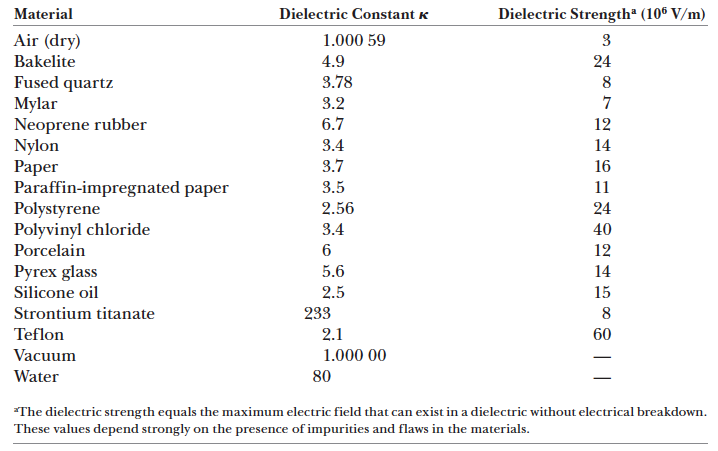 Material Dielectric Constant κ Dielectric Strengthᵃ (10⁶ V/m)
Air (dry) 1.000 59 3
Bakelite 4.9 24
Fused quartz 3.78 8
Mylar 3.2 7
Neoprene rubber 6.7 12
Nylon 3.4 14
Paper 3.7 16
Paraffin-impregnated paper 3.5 11
Polystyrene 2.56 24
Polyvinyl chloride 3.4 40
Porcelain 6 12
Pyrex glass 5.6 14
Silicone oil 2.5 15
Strontium titanate 233 8
Teflon 2.1 60
Vacuum 1.000 00 —
Water 80 —
ᵃThe dielectric strength equals the maximum electric field that can exist in a dielectric without electrical breakdown.
These values depend strongly on the presence of impurities and flaws in the materials.